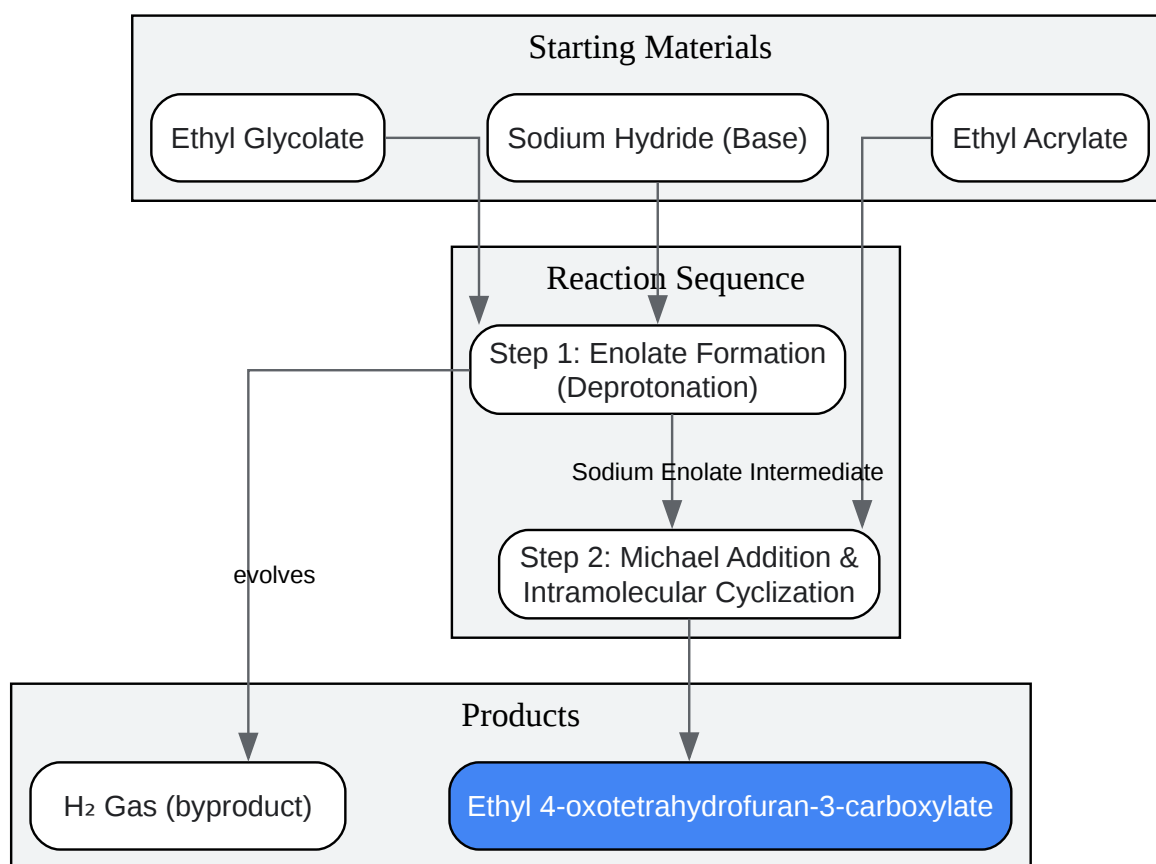 Starting Materials
Ethyl Glycolate
Sodium Hydride (Base)
Ethyl Acrylate
Reaction Sequence
Step 1: Enolate Formation
(Deprotonation)
Sodium Enolate Intermediate
Step 2: Michael Addition &
Intramolecular Cyclization
evolves
Products
H₂ Gas (byproduct)
Ethyl 4-oxotetrahydrofuran-3-carboxylate